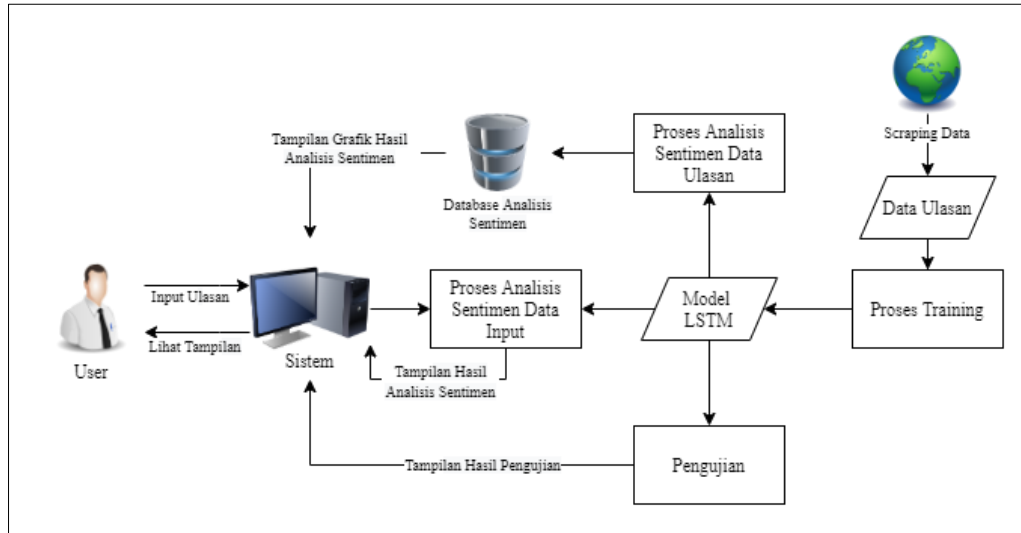 Scraping Data
Data Ulasan
Proses Training
Model
LSTM
Proses Analisis
Sentimen Data
Ulasan
Database Analisis
Sentimen
Tampilan Grafik Hasil
Analisis Sentimen
Input Ulasan
Lihat Tampilan
User
Sistem
Proses Analisis
Sentimen Data
Input
Tampilan Hasil
Analisis Sentimen
Pengujian
Tampilan Hasil Pengujian